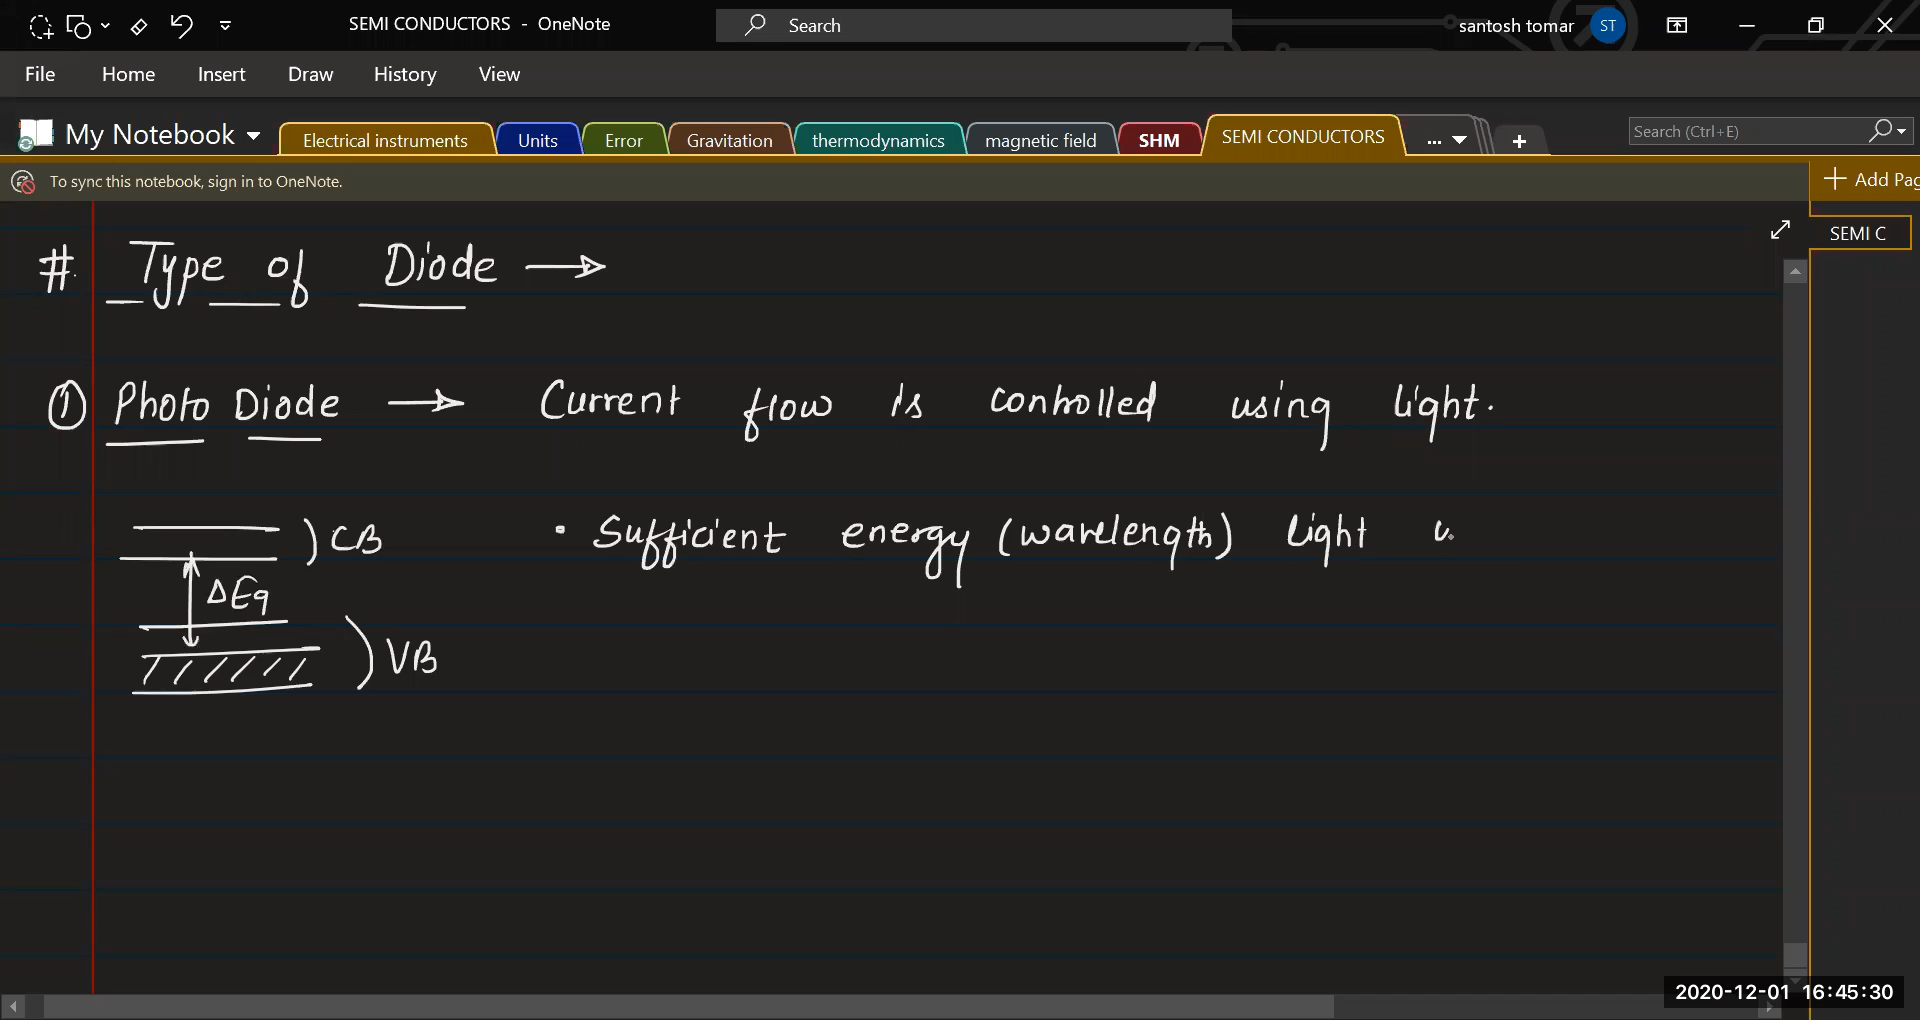 SEMI CONDUCTORS - OneNote
Search
santosh tomar ST
File Home Insert Draw History View
My Notebook Electrical instruments Units Error Gravitation thermodynamics magnetic field SHM SEMI CONDUCTORS ... + Search (Ctrl+E)
To sync this notebook, sign in to OneNote.
+ Add Pag
SEMI C
# Type of Diode →
① Photo Diode → Current flow is controlled using light.
CB
• Sufficient energy (wavelength) light
ΔEg
VB
2020-12-01 16:45:30